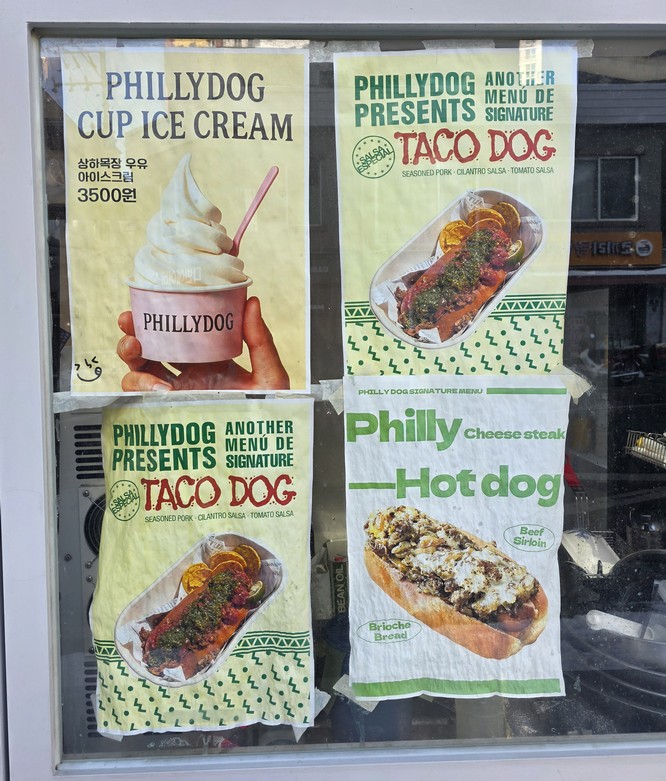 PHILLYDOG
CUP ICE CREAM
상하목장 우유
아이스크림
3500원
PHILLYDOG
PHILLYDOG
PRESENTS
ANOTHER
MENÚ DE
SIGNATURE
SALSA
ESPECIAL
TACO DOG
SEASONED PORK · CILANTRO SALSA · TOMATO SALSA
PHILLYDOG
PRESENTS
ANOTHER
MENÚ DE
SIGNATURE
SALSA
ESPECIAL
TACO DOG
SEASONED PORK · CILANTRO SALSA · TOMATO SALSA
PHILLY DOG SIGNATURE MENU
Philly Cheese steak
Hot dog
Beef
Sirloin
Brioche
Bread
BEAN OIL